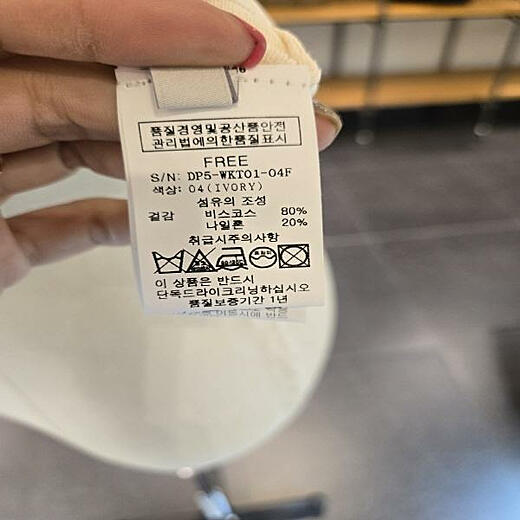 품질경영및공산품안전
관리법에의한품질표시
FREE
S/N: DP5-WKT01-04F
색상: 04(IVORY)
섬유의 조성
겉감 비스코스 80%
나일론 20%
취급시주의사항
이 상품은 반드시
단독드라이크리닝하십시오
품질보증기간 1년